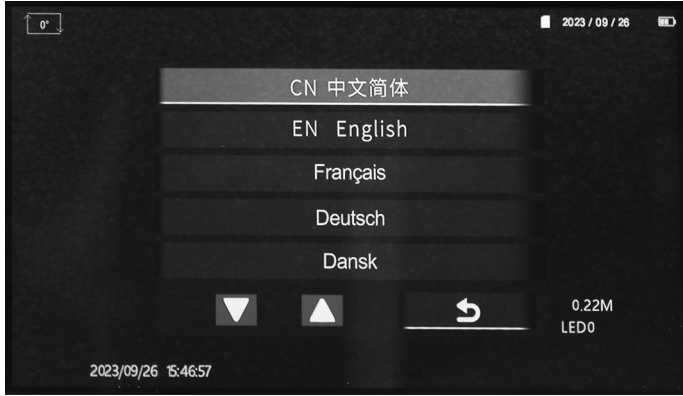 0°
2023 / 09 / 26
CN 中文简体
EN English
Français
Deutsch
Dansk
0.22M
LED0
2023/09/26 15:46:57